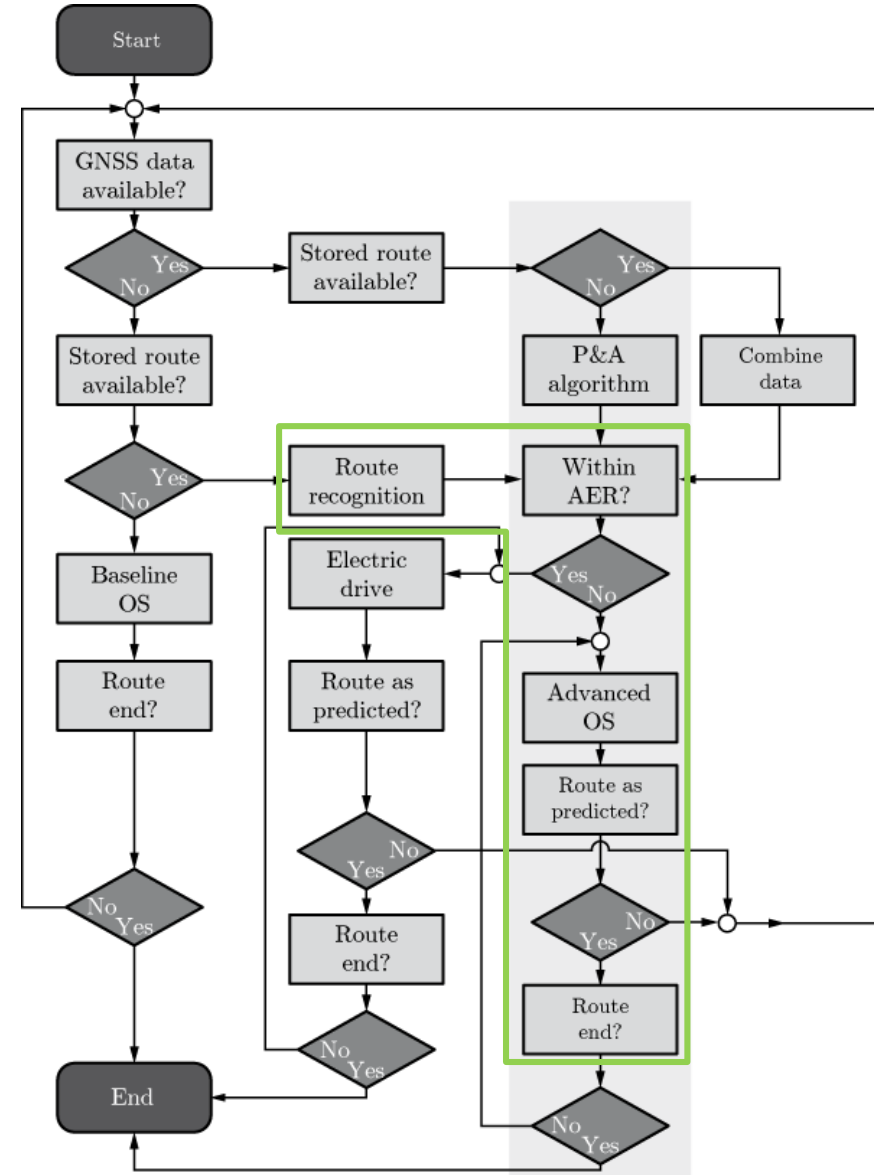 Start
GNSS data
available?
Yes
No
Stored route
available?
Yes
No
Stored route
available?
P&A
algorithm
Combine
data
Yes
No
Route
recognition
Within
AER?
Baseline
OS
Electric
drive
Yes
No
Route
end?
Route as
predicted?
Advanced
OS
Route as
predicted?
No
Yes
No
Yes
No
Yes
Route
end?
Route
end?
No
Yes
End
No
Yes